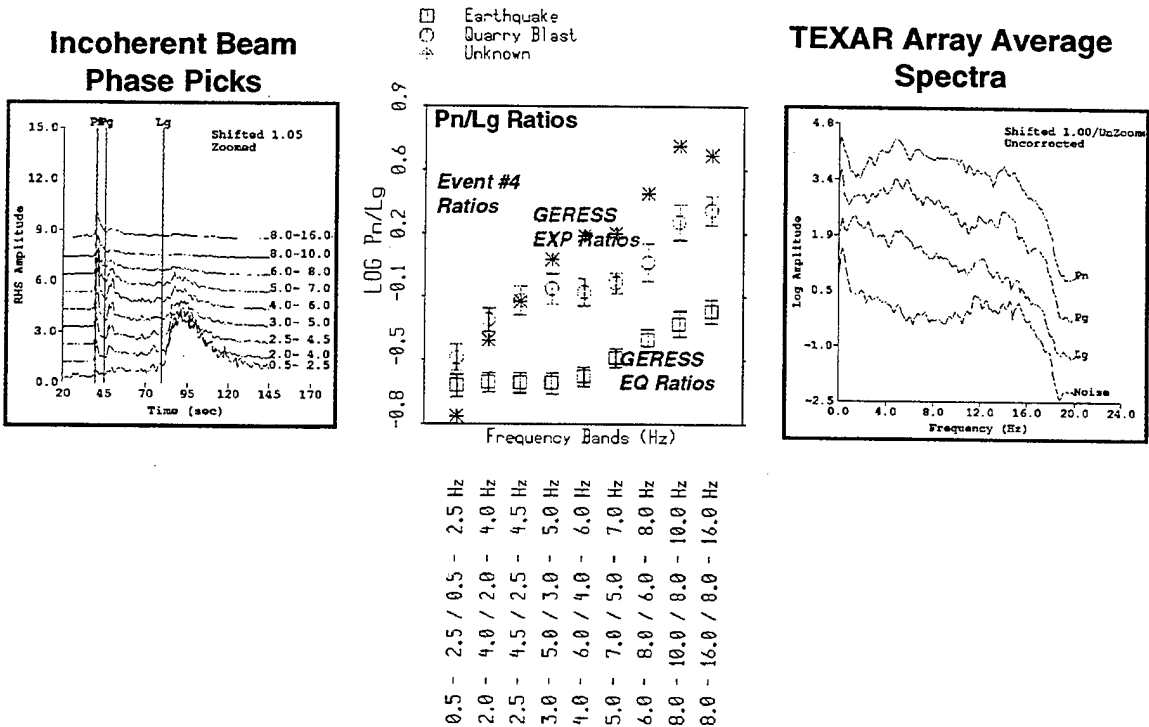 Earthquake
Quarry Blast
Unknown
Incoherent Beam
Phase Picks
Pg
Lg
Shifted 1.05
Zoomed
15.0
12.0
9.0
6.0
3.0
0.0
RHS Amplitude
8.0-16.0
8.0-10.0
6.0- 8.0
5.0- 7.0
4.0- 6.0
3.0- 5.0
2.5- 4.5
2.0- 4.0
0.5- 2.5
20 45 70 95 120 145 170
Time (sec)
Pn/Lg Ratios
Event #4
Ratios
GERESS
EXP Ratios
GERESS
EQ Ratios
LOG Pn/Lg
0.9
0.6
0.2
-0.1
-0.5
-0.8
Frequency Bands (Hz)
0.5 - 2.5 / 0.5 - 2.5 Hz
2.0 - 4.0 / 2.0 - 4.0 Hz
2.5 - 4.5 / 2.5 - 4.5 Hz
3.0 - 5.0 / 3.0 - 5.0 Hz
4.0 - 6.0 / 4.0 - 6.0 Hz
5.0 - 7.0 / 5.0 - 7.0 Hz
6.0 - 8.0 / 6.0 - 8.0 Hz
8.0 - 10.0 / 8.0 - 10.0 Hz
8.0 - 16.0 / 8.0 - 16.0 Hz
TEXAR Array Average
Spectra
Shifted 1.00/UnZoome
Uncorrected
4.8
3.4
1.9
0.5
-1.0
-2.5
Log Amplitude
Pn
Pg
Lg
Noise
0.0 4.0 8.0 12.0 16.0 20.0 24.0
Frequency (Hz)